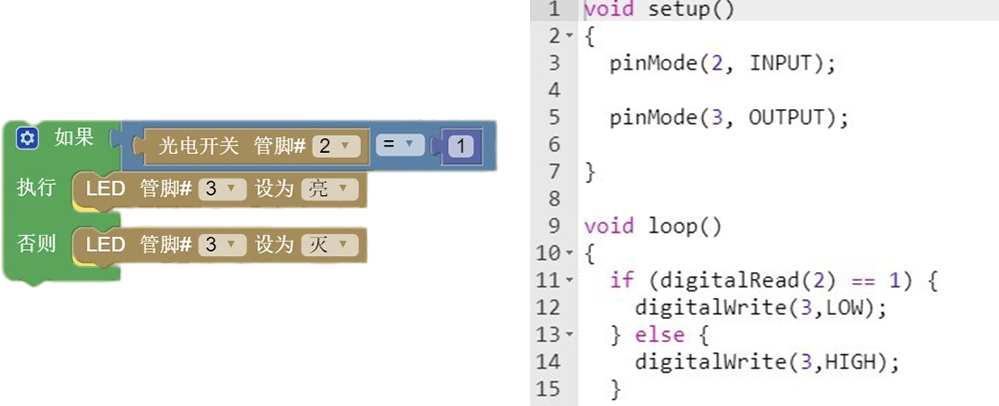 如果 光电开关 管脚# 2 = 1
执行 LED 管脚# 3 设为 亮
否则 LED 管脚# 3 设为 灭
1 void setup()
2 {
3 pinMode(2, INPUT);
4
5 pinMode(3, OUTPUT);
6
7 }
8
9 void loop()
10 {
11 if (digitalRead(2) == 1) {
12 digitalWrite(3,LOW);
13 } else {
14 digitalWrite(3,HIGH);
15 }